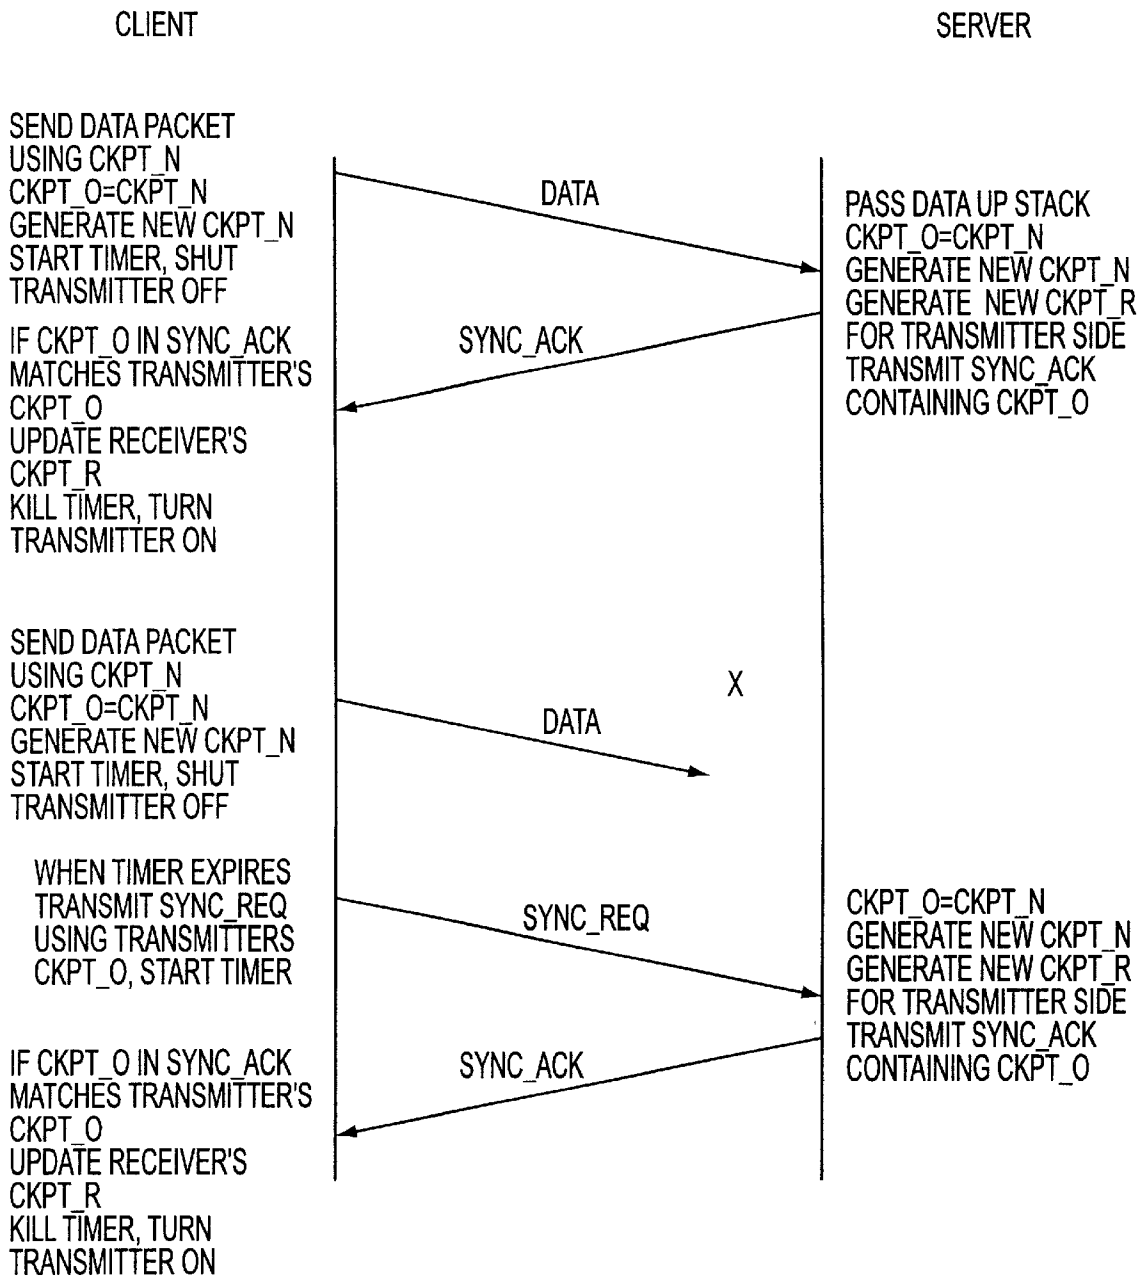 CLIENT
SERVER
SEND DATA PACKET
USING CKPT_N
CKPT_O=CKPT_N
GENERATE NEW CKPT_N
START TIMER, SHUT
TRANSMITTER OFF
DATA
PASS DATA UP STACK
CKPT_O=CKPT_N
GENERATE NEW CKPT_N
GENERATE NEW CKPT_R
FOR TRANSMITTER SIDE
TRANSMIT SYNC_ACK
CONTAINING CKPT_O
SYNC_ACK
IF CKPT_O IN SYNC_ACK
MATCHES TRANSMITTER'S
CKPT_O
UPDATE RECEIVER'S
CKPT_R
KILL TIMER, TURN
TRANSMITTER ON
SEND DATA PACKET
USING CKPT_N
CKPT_O=CKPT_N
GENERATE NEW CKPT_N
START TIMER, SHUT
TRANSMITTER OFF
X
DATA
WHEN TIMER EXPIRES
TRANSMIT SYNC_REQ
USING TRANSMITTERS
CKPT_O, START TIMER
SYNC_REQ
CKPT_O=CKPT_N
GENERATE NEW CKPT_N
GENERATE NEW CKPT_R
FOR TRANSMITTER SIDE
TRANSMIT SYNC_ACK
CONTAINING CKPT_O
SYNC_ACK
IF CKPT_O IN SYNC_ACK
MATCHES TRANSMITTER'S
CKPT_O
UPDATE RECEIVER'S
CKPT_R
KILL TIMER, TURN
TRANSMITTER ON